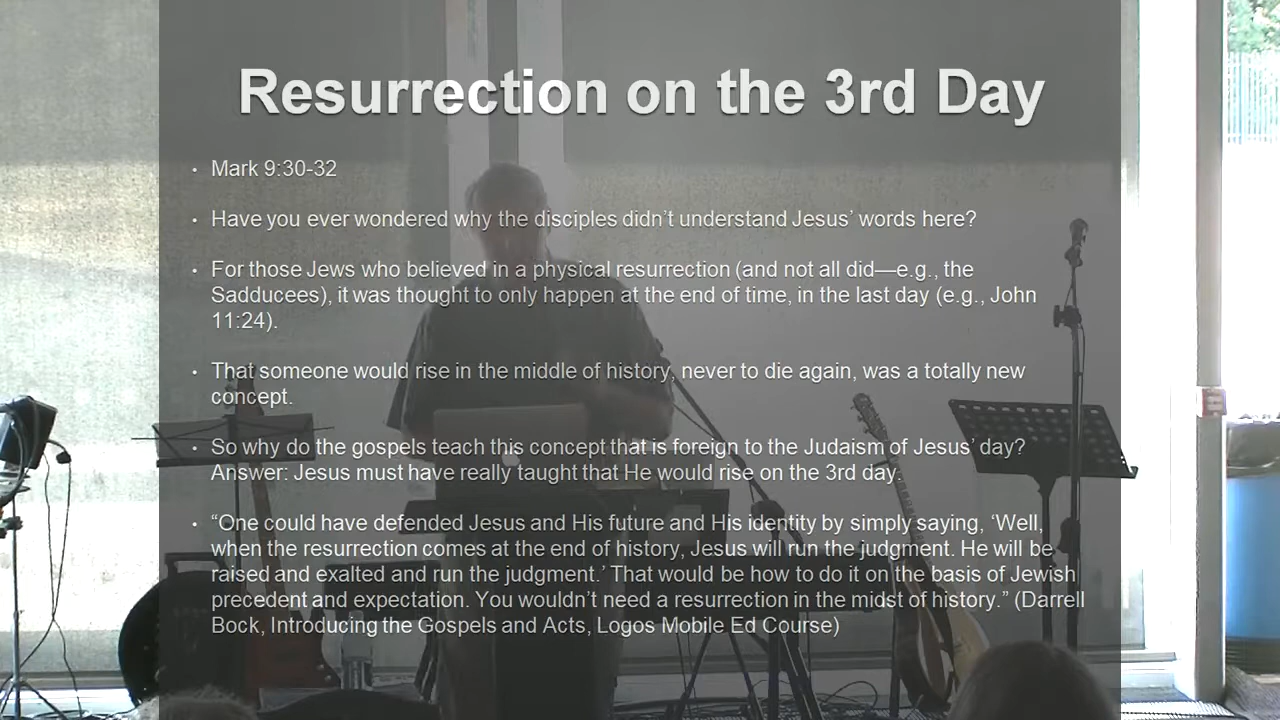 Resurrection on the 3rd Day
• Mark 9:30-32
• Have you ever wondered why the disciples didn’t understand Jesus’ words here?
• For those Jews who believed in a physical resurrection (and not all did—e.g., the
Sadducees), it was thought to only happen at the end of time, in the last day (e.g., John
11:24).
• That someone would rise in the middle of history, never to die again, was a totally new
concept.
• So why do the gospels teach this concept that is foreign to the Judaism of Jesus’ day?
Answer: Jesus must have really taught that He would rise on the 3rd day.
• “One could have defended Jesus and His future and His identity by simply saying, ‘Well,
when the resurrection comes at the end of history, Jesus will run the judgment. He will be
raised and exalted and run the judgment.’ That would be how to do it on the basis of Jewish
precedent and expectation. You wouldn’t need a resurrection in the midst of history.” (Darrell
Bock, Introducing the Gospels and Acts, Logos Mobile Ed Course)